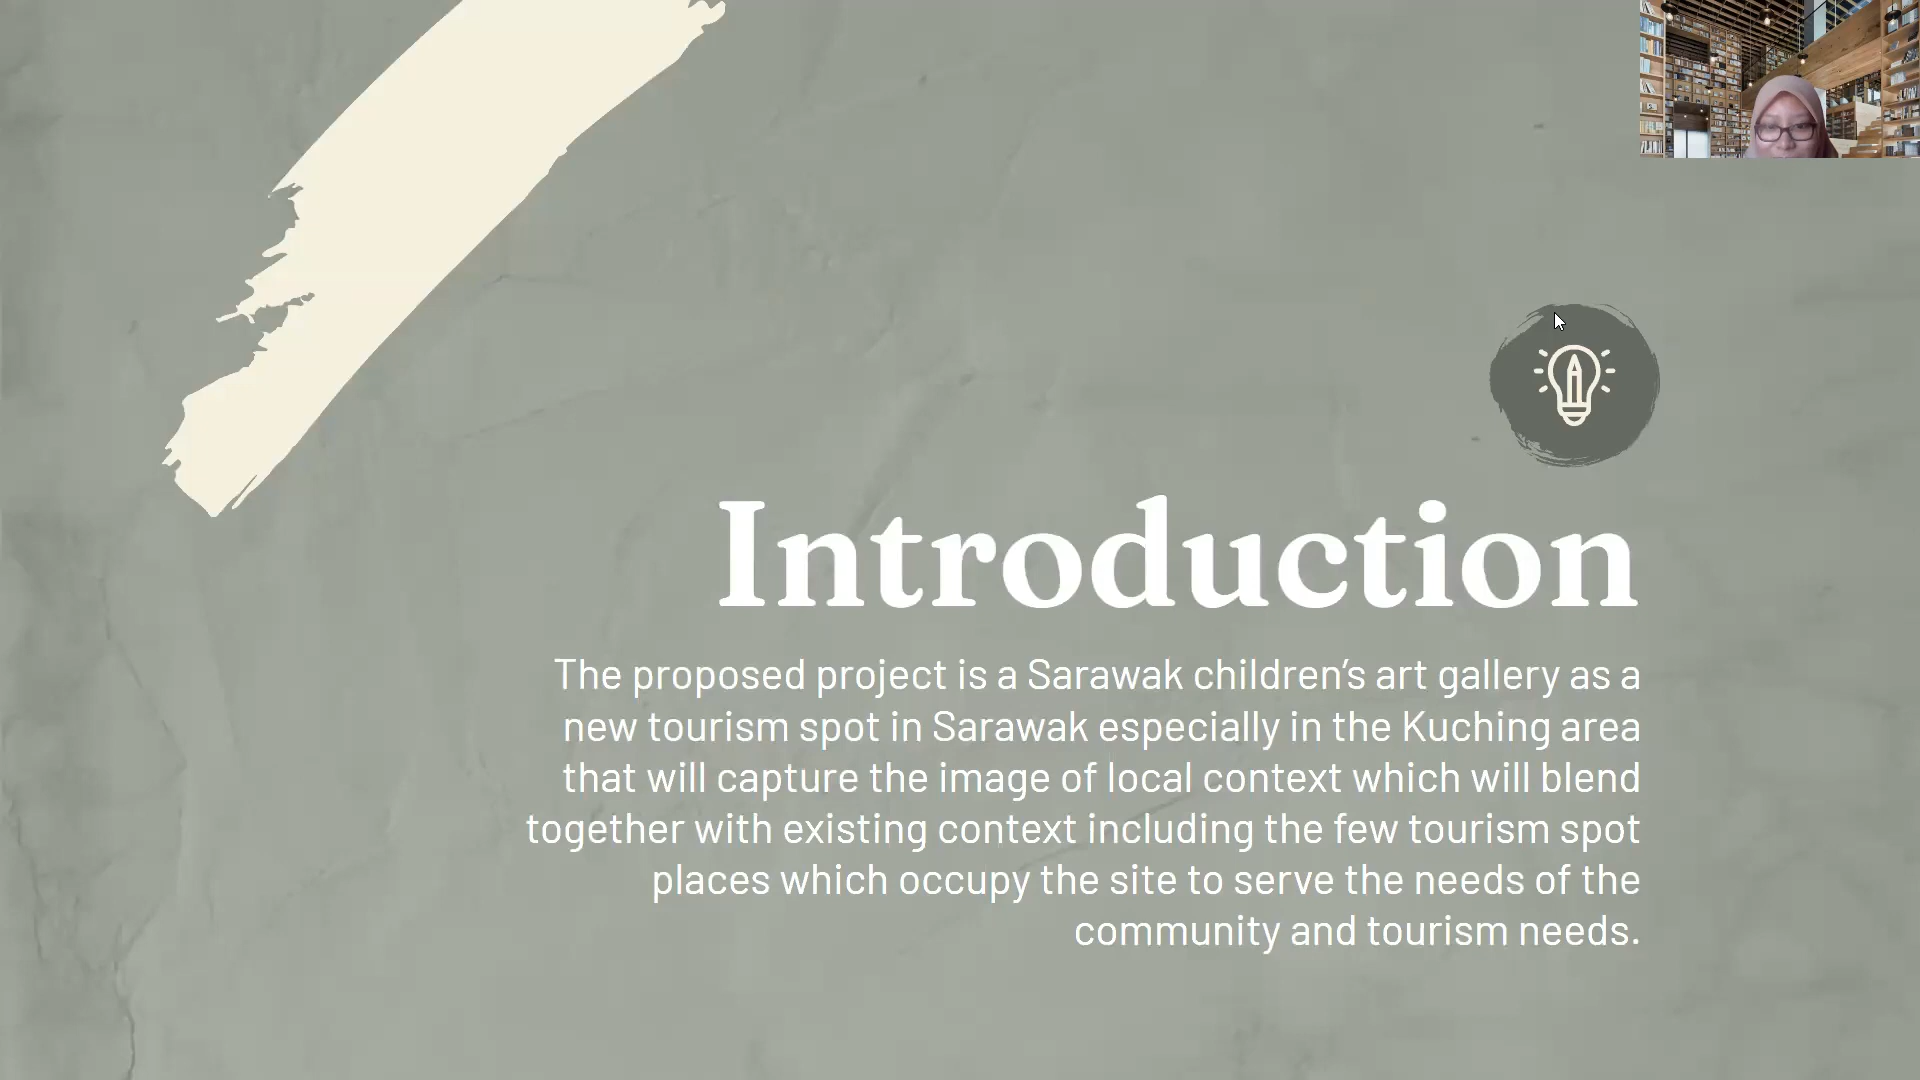 Introduction
The proposed project is a Sarawak children’s art gallery as a
new tourism spot in Sarawak especially in the Kuching area
that will capture the image of local context which will blend
together with existing context including the few tourism spot
places which occupy the site to serve the needs of the
community and tourism needs.